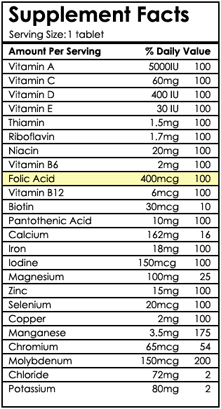 Supplement Facts
Serving Size: 1 tablet
Amount Per Serving % Daily Value
Vitamin A 5000IU 100
Vitamin C 60mg 100
Vitamin D 400 IU 100
Vitamin E 30 IU 100
Thiamin 1.5mg 100
Riboflavin 1.7mg 100
Niacin 20mg 100
Vitamin B6 2mg 100
Folic Acid 400mcg 100
Vitamin B12 6mcg 100
Biotin 30mcg 10
Pantothenic Acid 10mg 100
Calcium 162mg 16
Iron 18mg 100
Iodine 150mcg 100
Magnesium 100mg 25
Zinc 15mg 100
Selenium 20mcg 100
Copper 2mg 100
Manganese 3.5mg 175
Chromium 65mcg 54
Molybdenum 150mcg 200
Chloride 72mg 2
Potassium 80mg 2